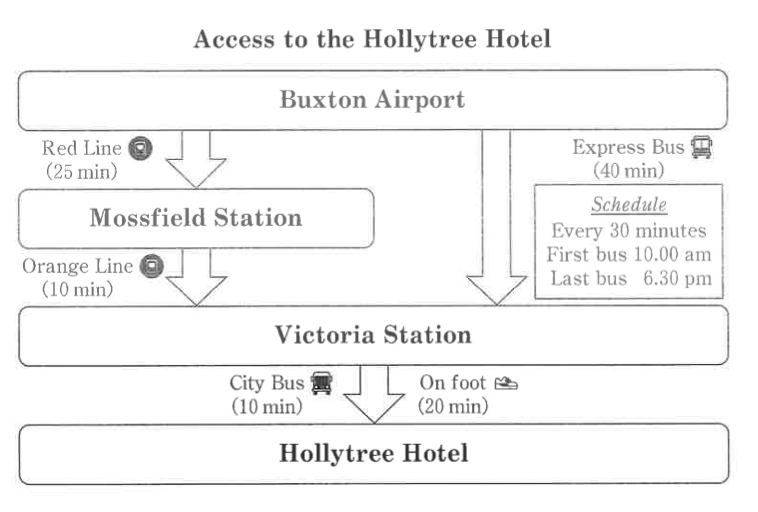 Access to the Hollytree Hotel
Buxton Airport
Red Line
(25 min)
Express Bus
(40 min)
Schedule
Every 30 minutes
First bus 10.00 am
Last bus 6.30 pm
Mossfield Station
Orange Line
(10 min)
Victoria Station
City Bus
(10 min)
On foot
(20 min)
Hollytree Hotel